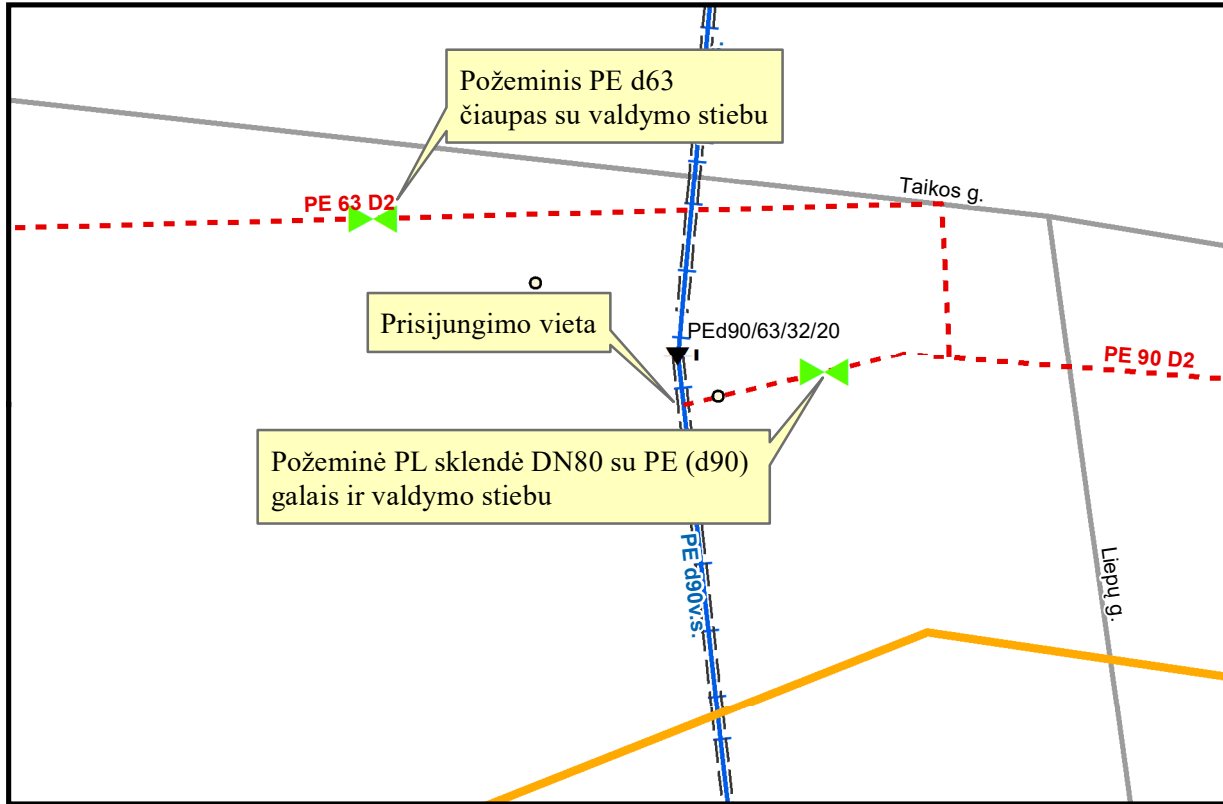 Požeminis PE d63
čiaupas su valdymo stiebu
Taikos g.
PE 63 D2
Prisijungimo vieta
PEd90/63/32/20
PE 90 D2
Požeminė PL sklendė DN80 su PE (d90)
galais ir valdymo stiebu
PE d90v.s.
Liepų g.